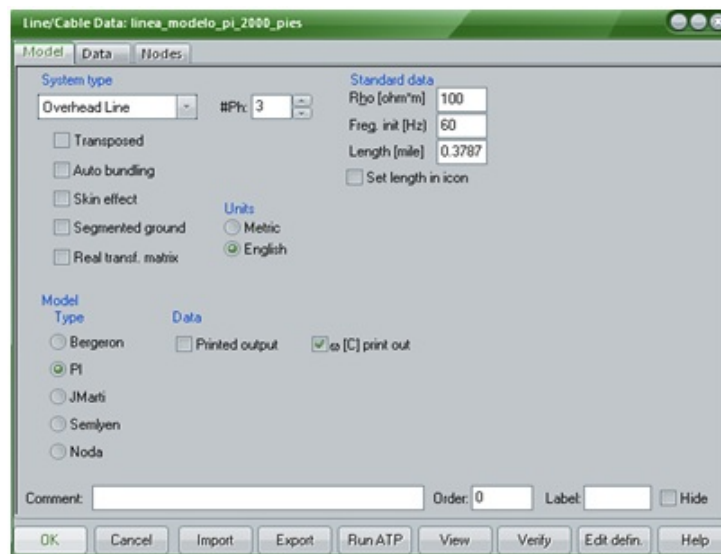 Line/Cable Data: linea_modelo_pi_2000_pies
Model Data Nodes
System type
Overhead Line
#Ph: 3
Transposed
Auto bundling
Skin effect
Segmented ground
Real transf. matrix
Units
Metric
English
Standard data
Rho [ohm*m] 100
Freq. init [Hz] 60
Length [mile] 0.3787
Set length in icon
Model
Type
Bergeron
PI
JMarti
Semlyen
Noda
Data
Printed output
ω [C] print out
Comment:
Order: 0
Label:
Hide
OK Cancel Import Export Run ATP View Verify Edit defin. Help